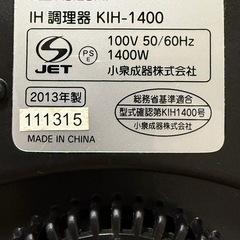 IH 調理器 KIH-1400
100V 50/60Hz
1400W
小泉成器株式会社
PS
E
S
JET
2013年製
111315
総務省基準適合
型式確認第KIH1400号
小泉成器株式会社
MADE IN CHINA